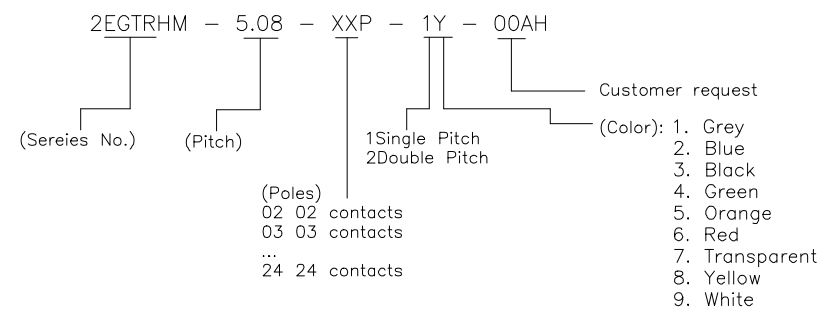 2EGTRHM - 5.08 - XXP - 1Y - 00AH
Customer request
(Sereies No.)
(Pitch)
1Single Pitch
2Double Pitch
(Color): 1. Grey
2. Blue
3. Black
4. Green
5. Orange
6. Red
7. Transparent
8. Yellow
9. White
(Poles)
02 02 contacts
03 03 contacts
...
24 24 contacts